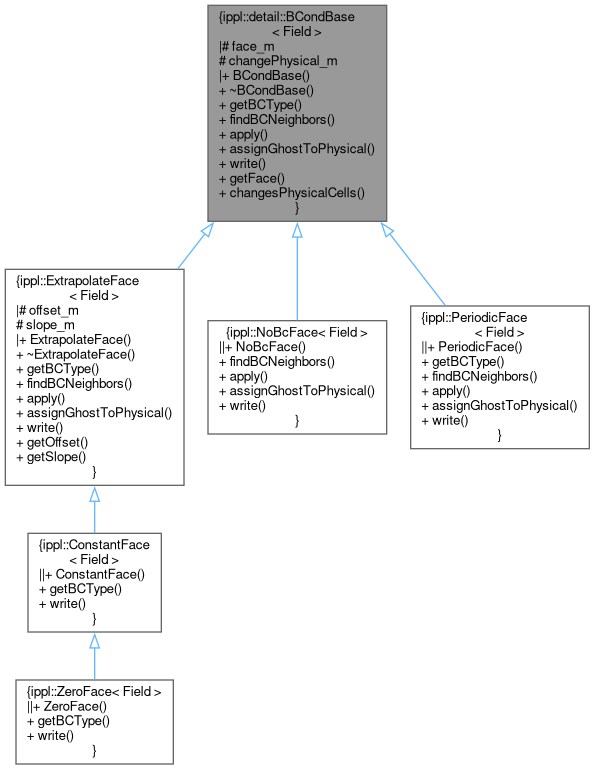 {ippl::detail::BCondBase
< Field >
|# face_m
# changePhysical_m
|+ BCondBase()
+ ~BCondBase()
+ getBCType()
+ findBCNeighbors()
+ apply()
+ assignGhostToPhysical()
+ write()
+ getFace()
+ changesPhysicalCells()
}
{ippl::ExtrapolateFace
< Field >
|# offset_m
# slope_m
|+ ExtrapolateFace()
+ ~ExtrapolateFace()
+ getBCType()
+ findBCNeighbors()
+ apply()
+ assignGhostToPhysical()
+ write()
+ getOffset()
+ getSlope()
}
{ippl::NoBcFace< Field >
||+ NoBcFace()
+ findBCNeighbors()
+ apply()
+ assignGhostToPhysical()
+ write()
}
{ippl::PeriodicFace
< Field >
||+ PeriodicFace()
+ getBCType()
+ findBCNeighbors()
+ apply()
+ assignGhostToPhysical()
+ write()
}
{ippl::ConstantFace
< Field >
||+ ConstantFace()
+ getBCType()
+ write()
}
{ippl::ZeroFace< Field >
||+ ZeroFace()
+ getBCType()
+ write()
}